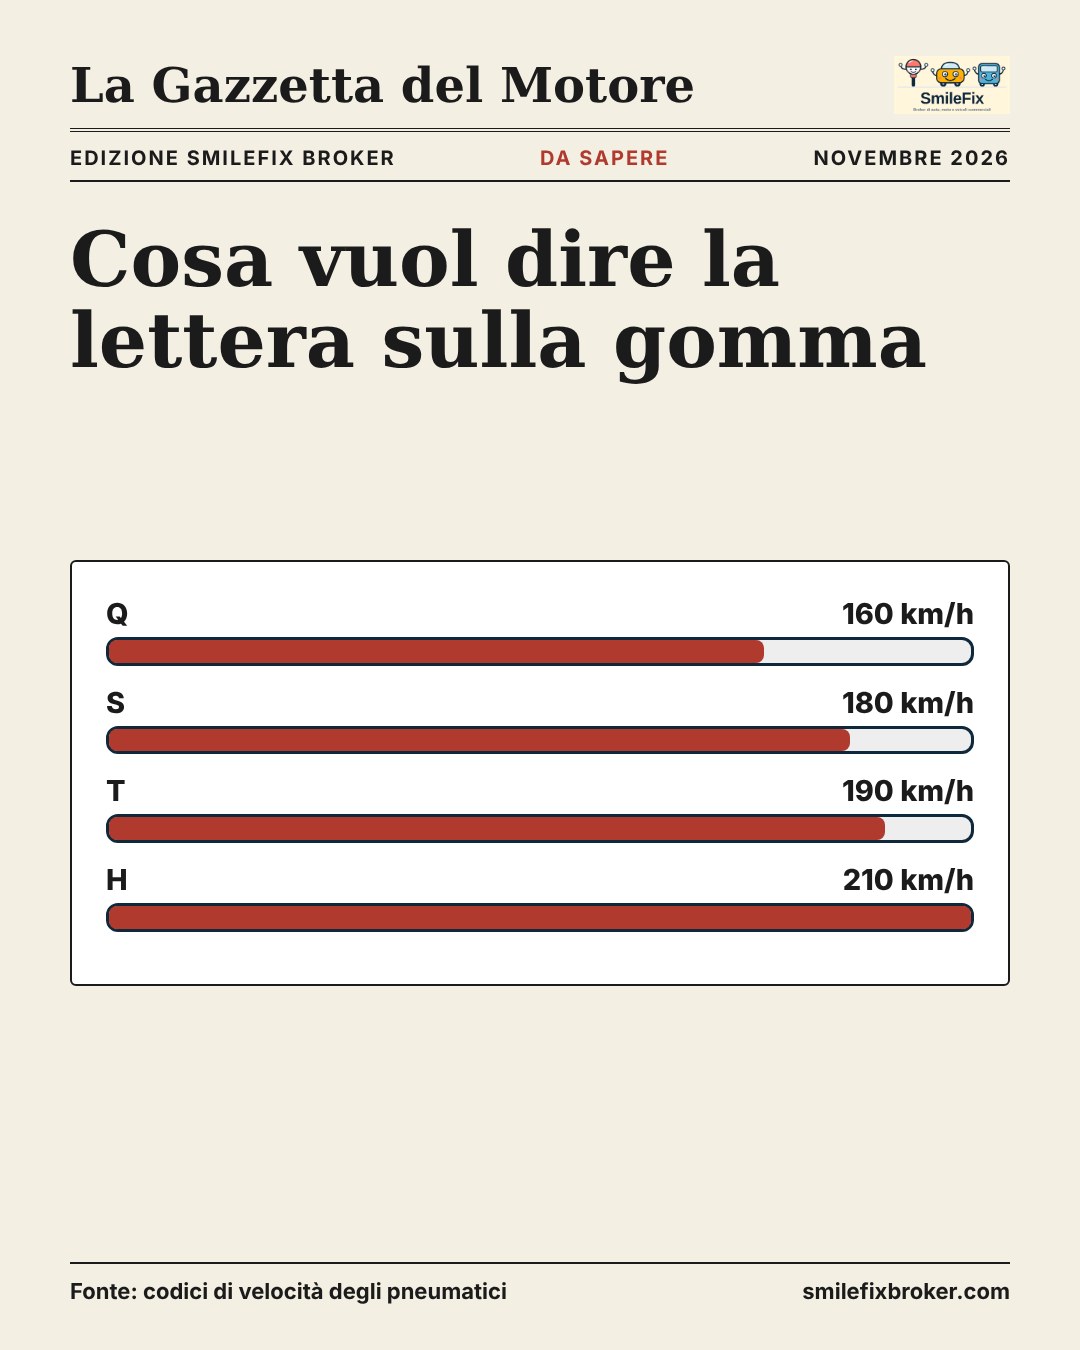 La Gazzetta del Motore
SmileFix
EDIZIONE SMILEFIX BROKER
DA SAPERE
NOVEMBRE 2026
Cosa vuol dire la
lettera sulla gomma
Q 160 km/h
S 180 km/h
T 190 km/h
H 210 km/h
Fonte: codici di velocità degli pneumatici
smilefixbroker.com